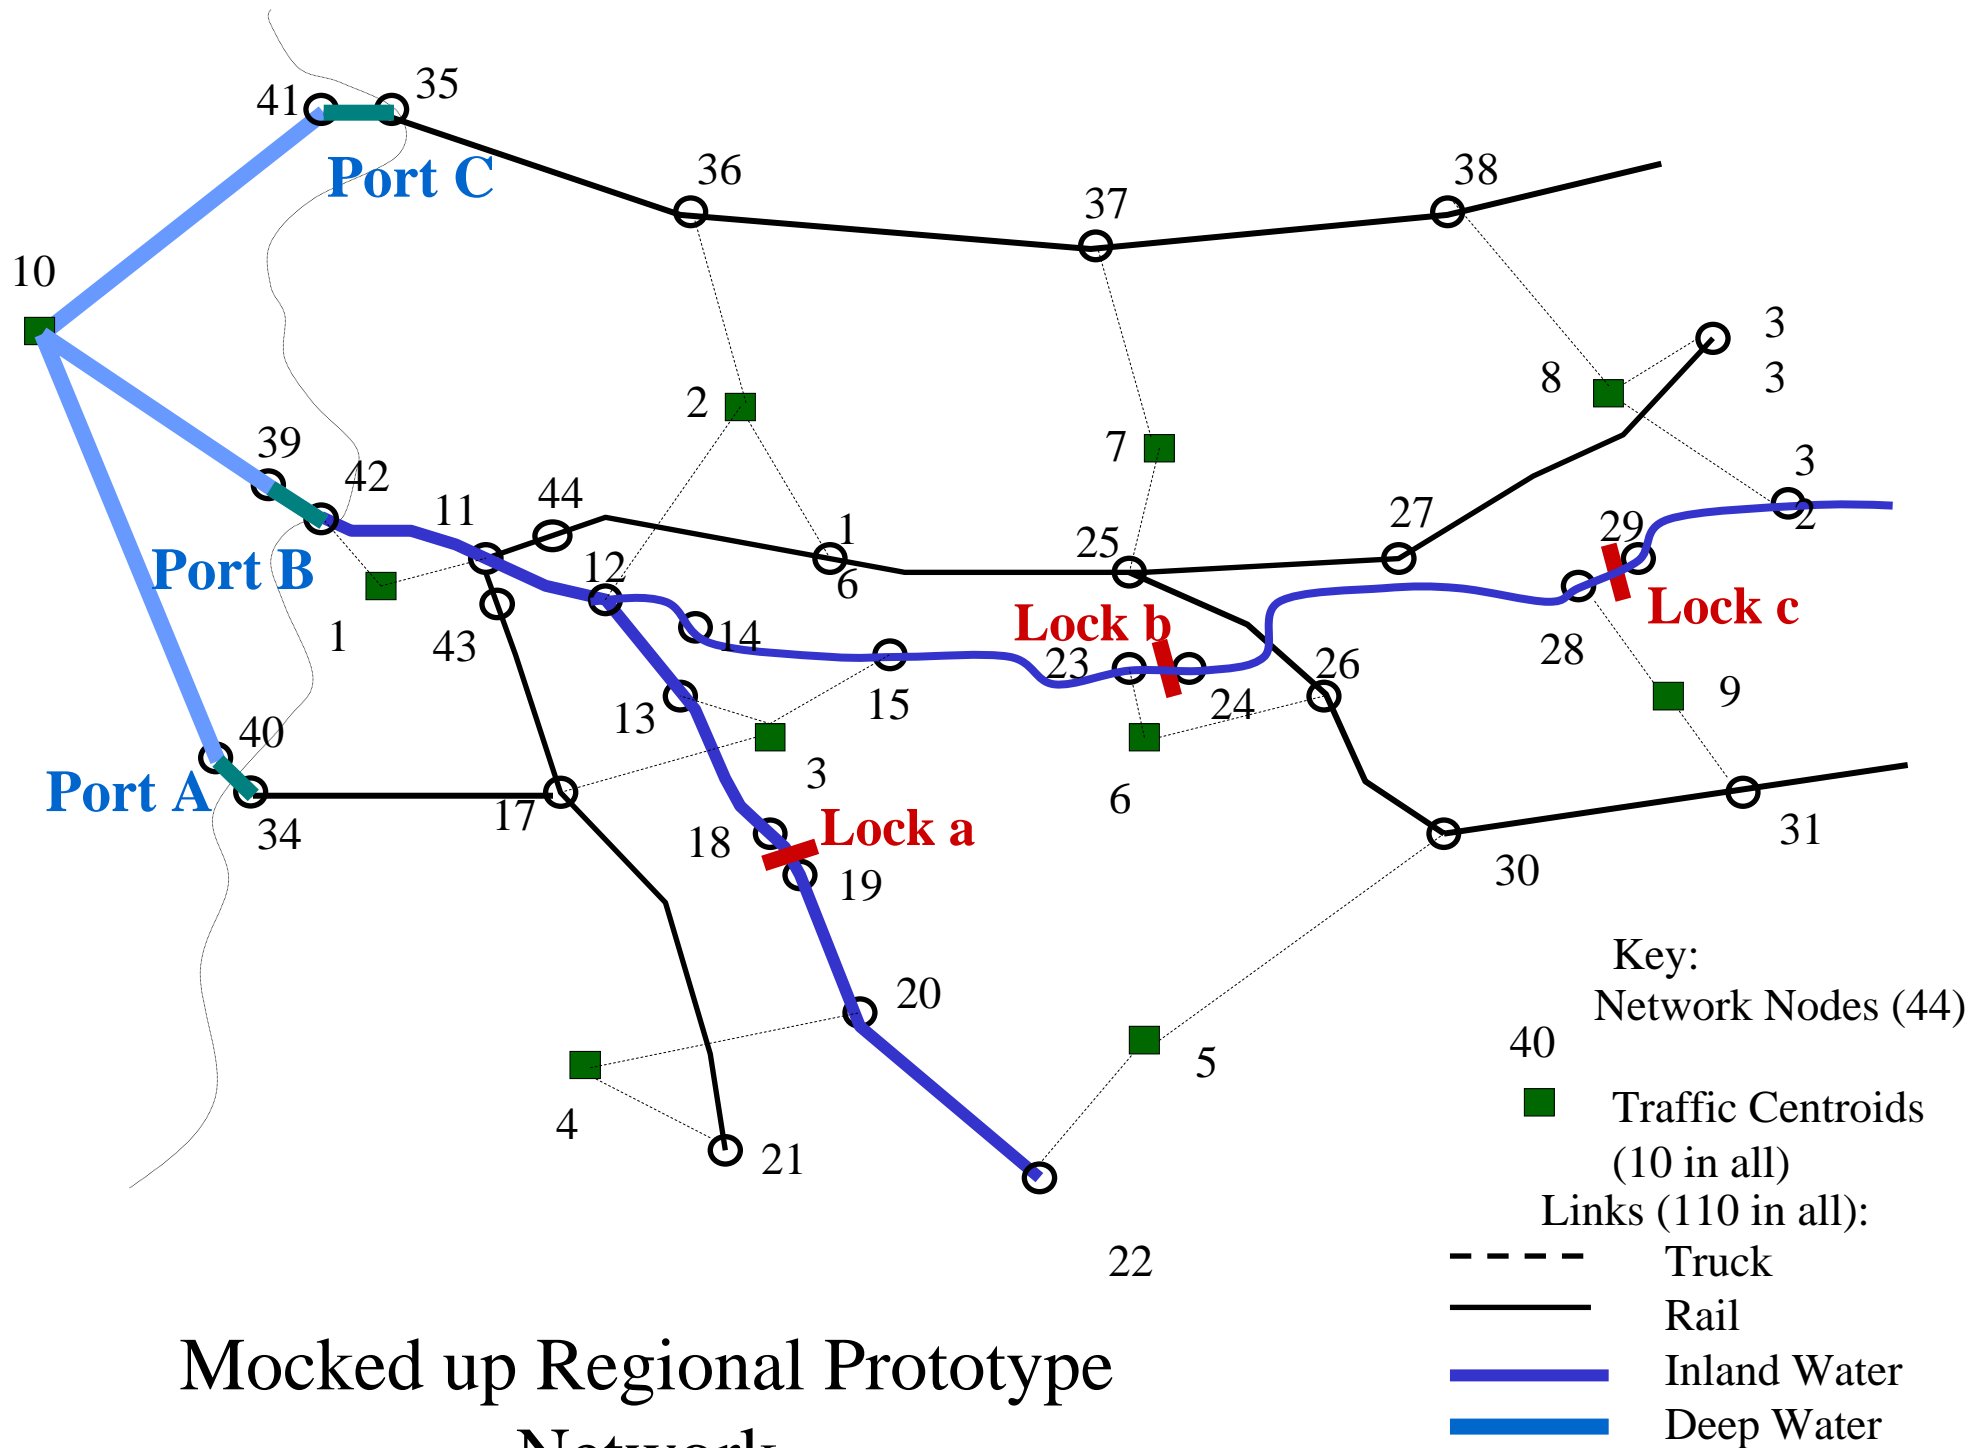 35
41
36
38
Port C
37
10
3
3
8
2
39
7
42
3
2
44
11
27
1
6
29
25
12
Port B
Lock c
Lock b
1
43
14
28
23
26
9
15
24
13
40
3
Port A
6
17
34
18
Lock a
31
19
30
20
Key:
Network Nodes (44)
40
5
Traffic Centroids
(10 in all)
4
21
Links (110 in all):
22
Truck
Rail
Inland Water
Deep Water
Mocked up Regional Prototype
Network